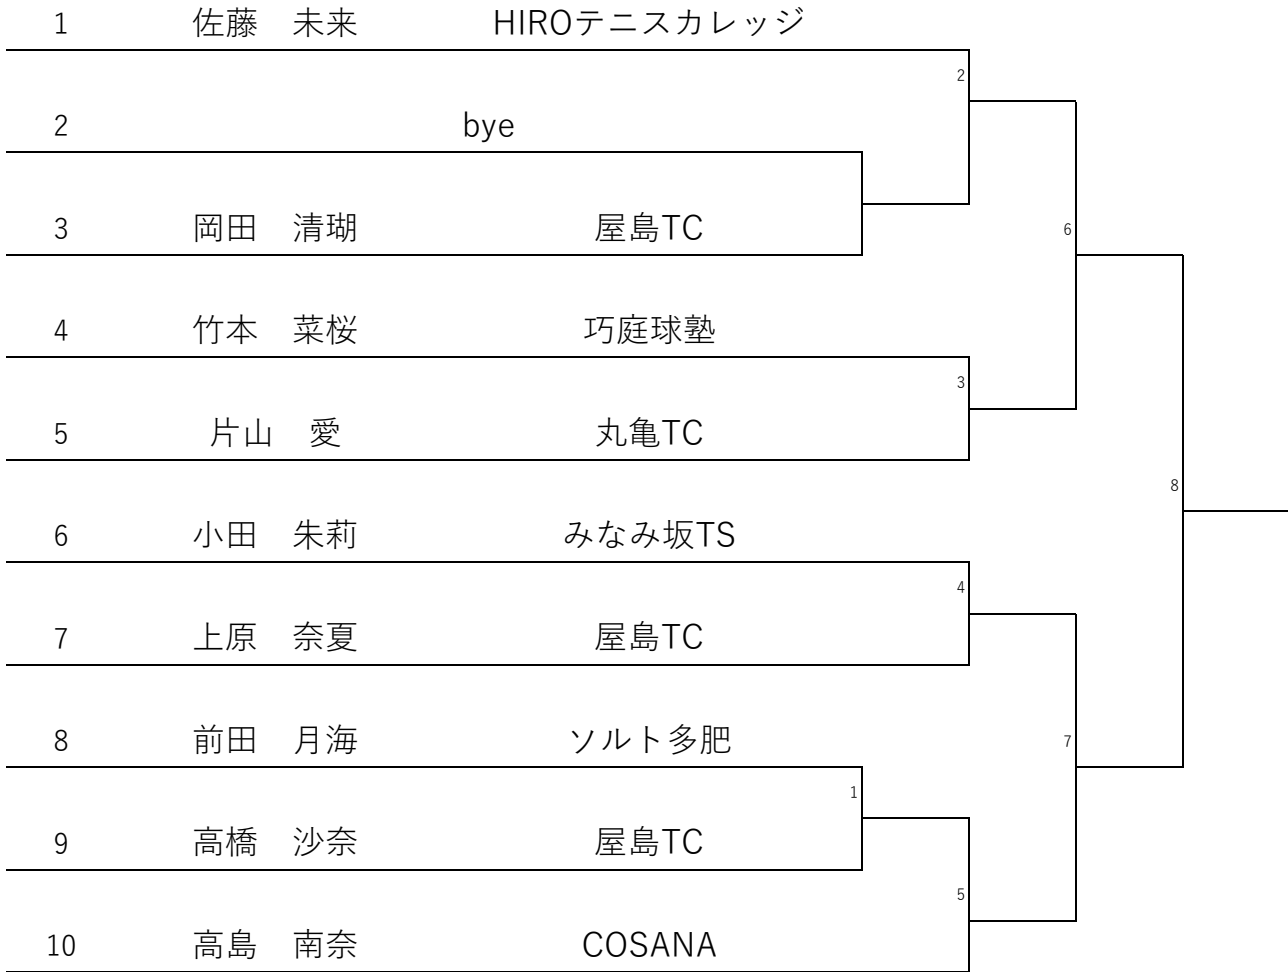 1 佐藤　未来 HIROテニスカレッジ
2
2 bye
3 岡田　清瑚 屋島TC
6
4 竹本　菜桜 巧庭球塾
3
5 片山　愛 丸亀TC
8
6 小田　朱莉 みなみ坂TS
4
7 上原　奈夏 屋島TC
8 前田　月海 ソルト多肥
7
1
9 高橋　沙奈 屋島TC
5
10 高島　南奈 COSANA